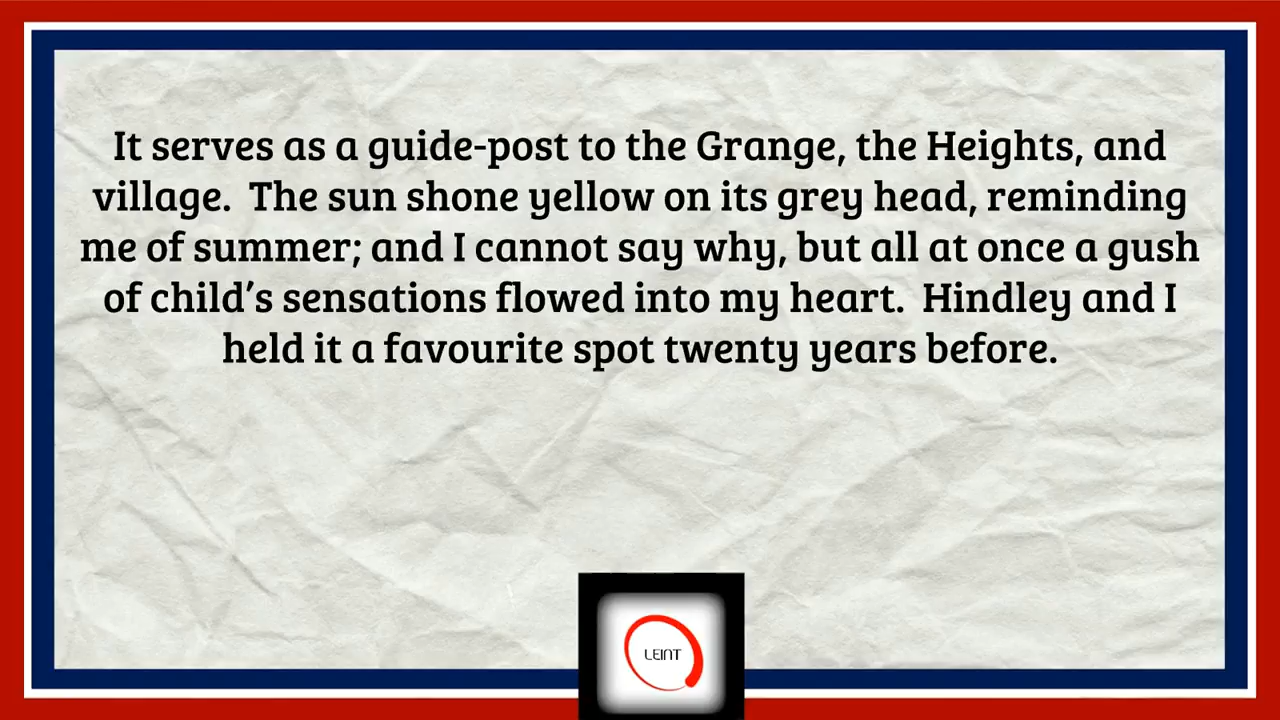 It serves as a guide-post to the Grange, the Heights, and
village.  The sun shone yellow on its grey head, reminding
me of summer; and I cannot say why, but all at once a gush
of child’s sensations flowed into my heart.  Hindley and I
held it a favourite spot twenty years before.
LEINT